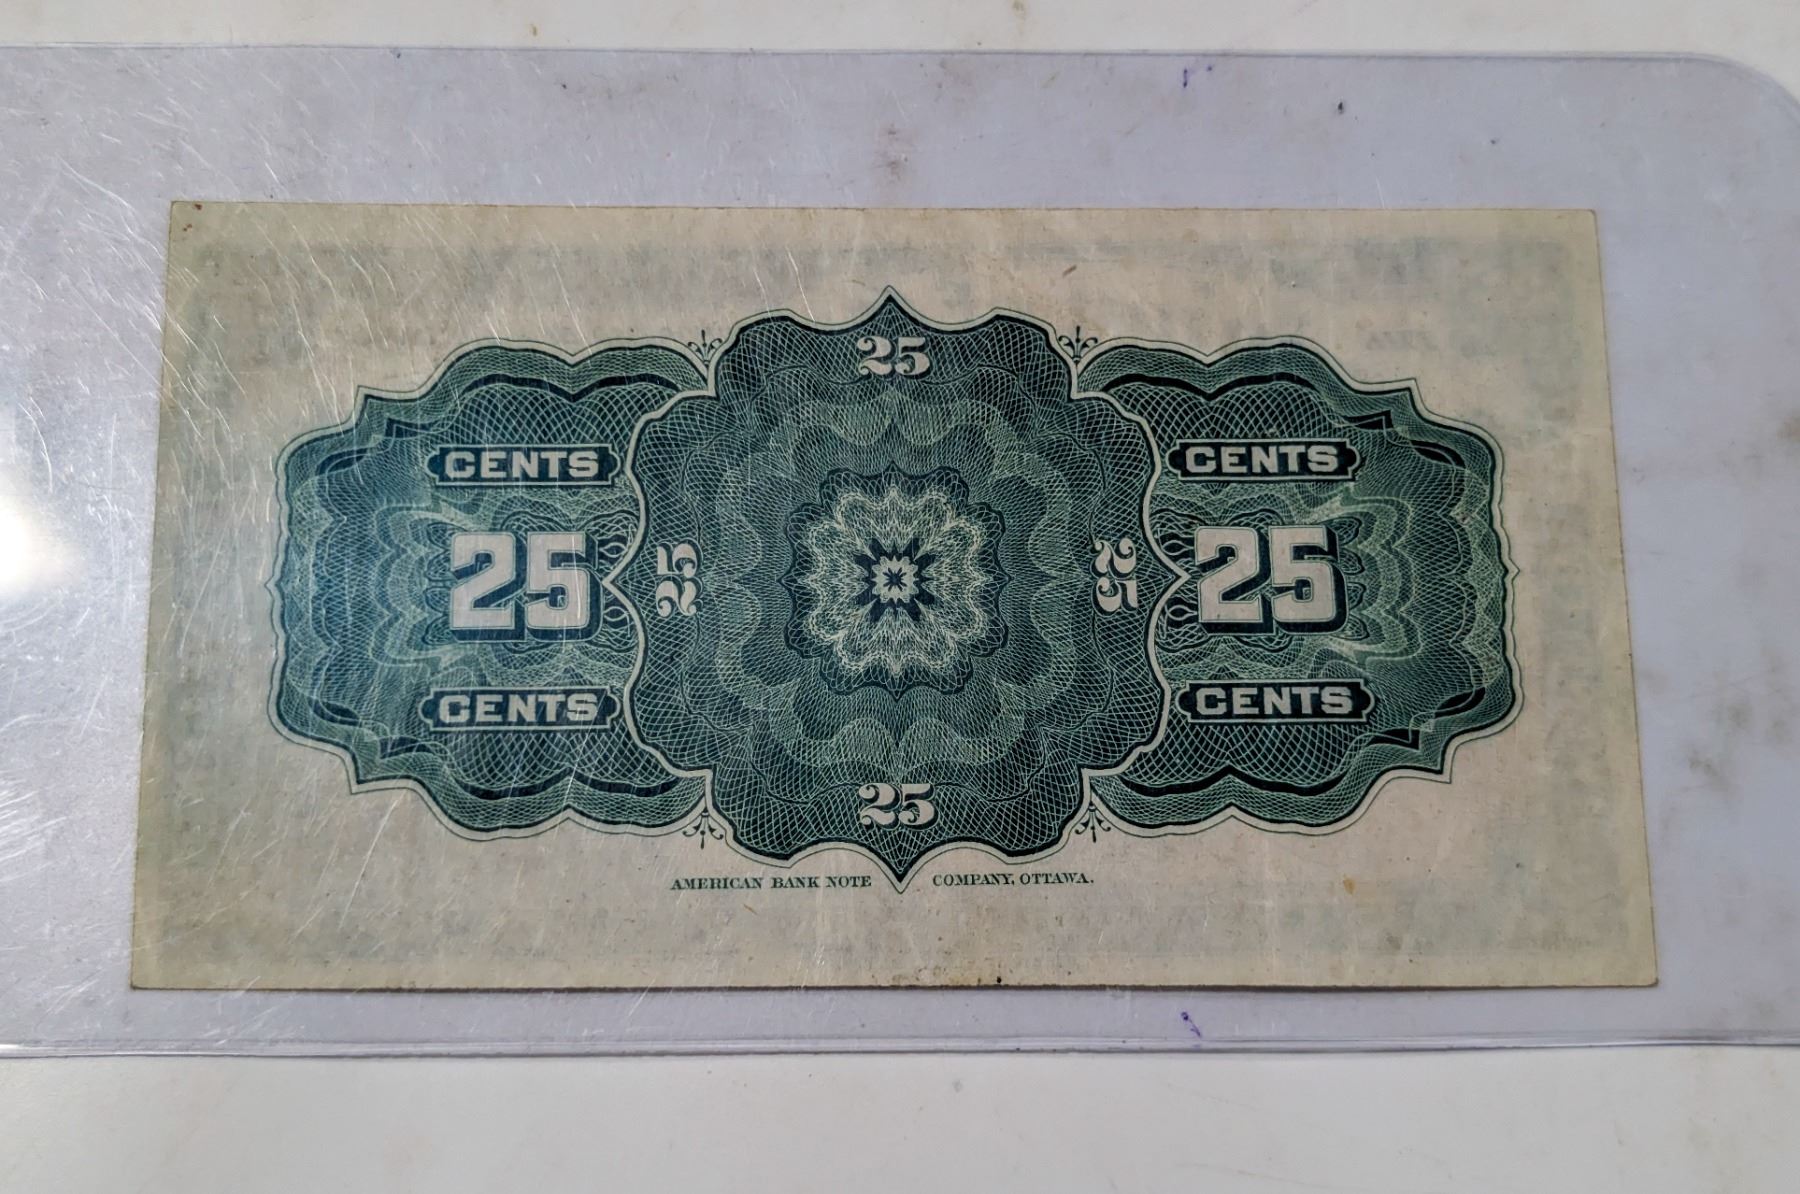 25
CENTS CENTS
25 25 25 25
CENTS CENTS
25
AMERICAN BANK NOTE COMPANY, OTTAWA.